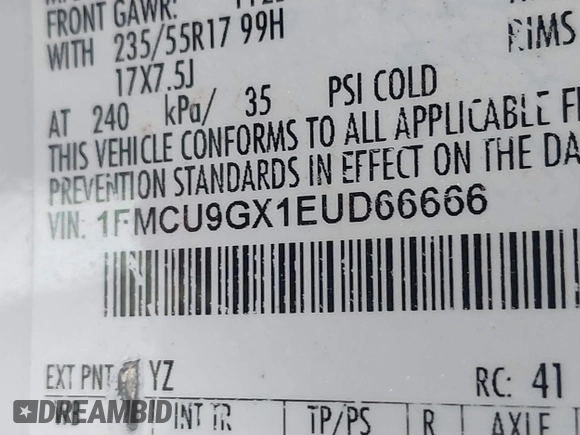 FRONT GAWR:
WITH 235/55R17 99H
RIMS
17X7.5J
AT 240 kPa/ 35 PSI COLD
THIS VEHICLE CONFORMS TO ALL APPLICABLE F
PREVENTION STANDARDS IN EFFECT ON THE DA
VIN: 1FMCU9GX1EUD66666
EXT PNT YZ RC: 41
INT TR TP/PS R AXLE
DREAMBID